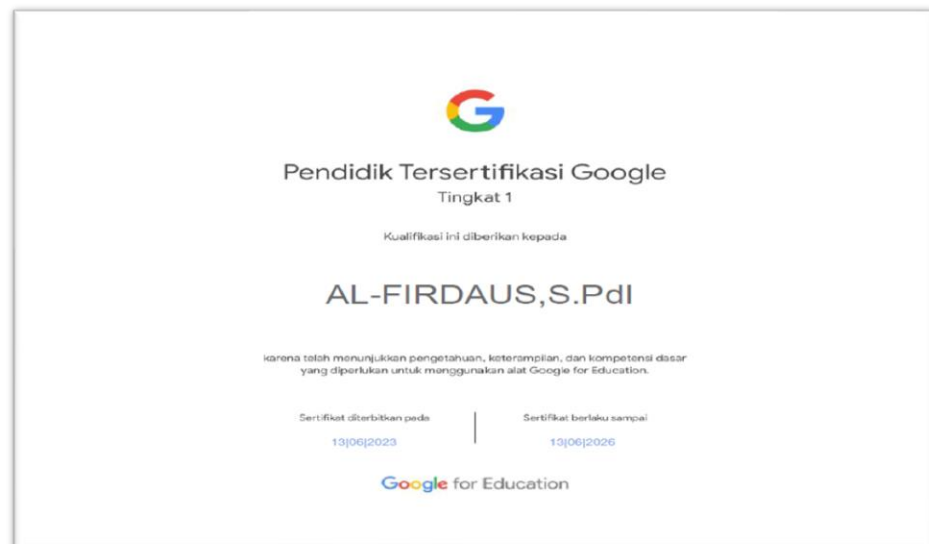 Pendidik Tersertifikasi Google
Tingkat 1
Kualifikasi ini diberikan kepada
AL-FIRDAUS,S.PdI
karena telah menunjukkan pengetahuan, keterampilan, dan kompetensi dasar
yang diperlukan untuk menggunakan alat Google for Education.
Sertifikat diterbitkan pada
13|06|2023
Sertifikat berlaku sampai
13|06|2026
Google for Education